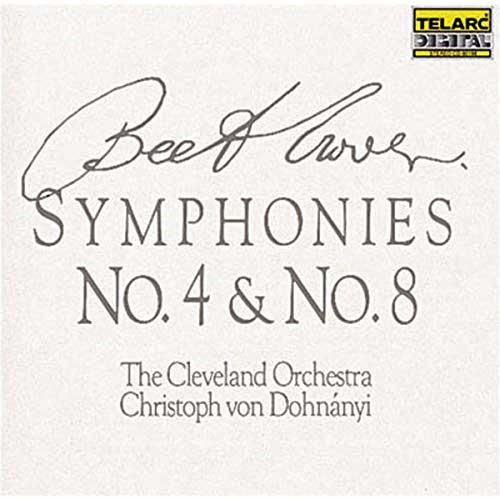 TELARC
DIGITAL
Beethoven.
SYMPHONIES
NO. 4 & NO. 8
The Cleveland Orchestra
Christoph von Dohnányi